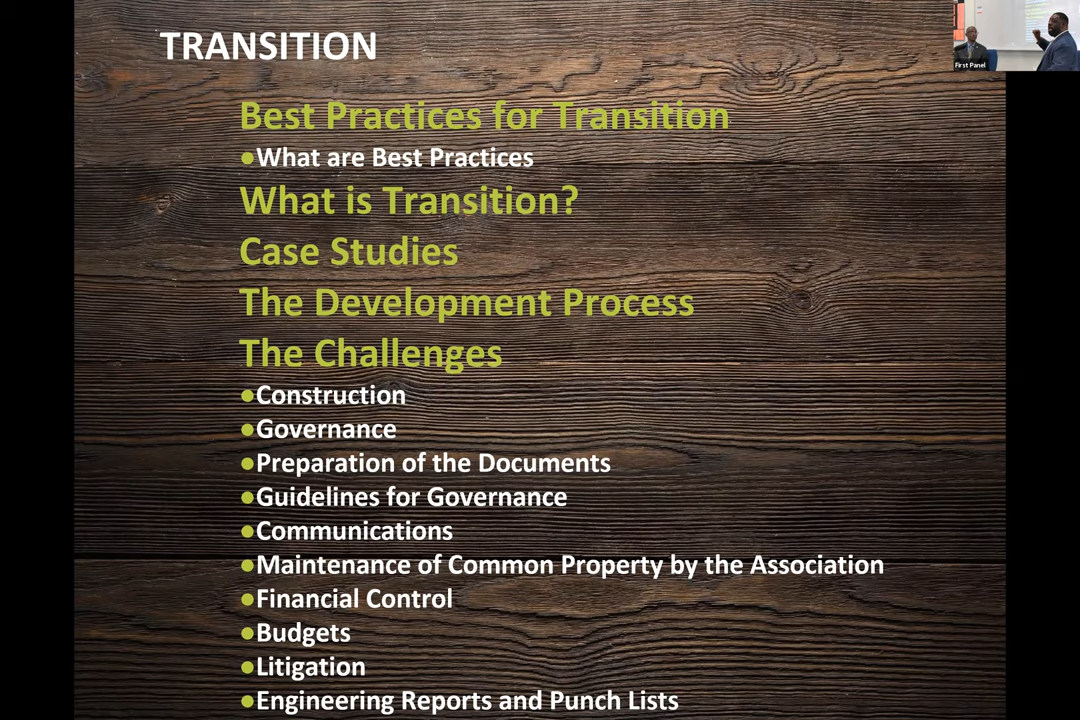 TRANSITION
Best Practices for Transition
●What are Best Practices
What is Transition?
Case Studies
The Development Process
The Challenges
●Construction
●Governance
●Preparation of the Documents
●Guidelines for Governance
●Communications
●Maintenance of Common Property by the Association
●Financial Control
●Budgets
●Litigation
●Engineering Reports and Punch Lists
First Panel